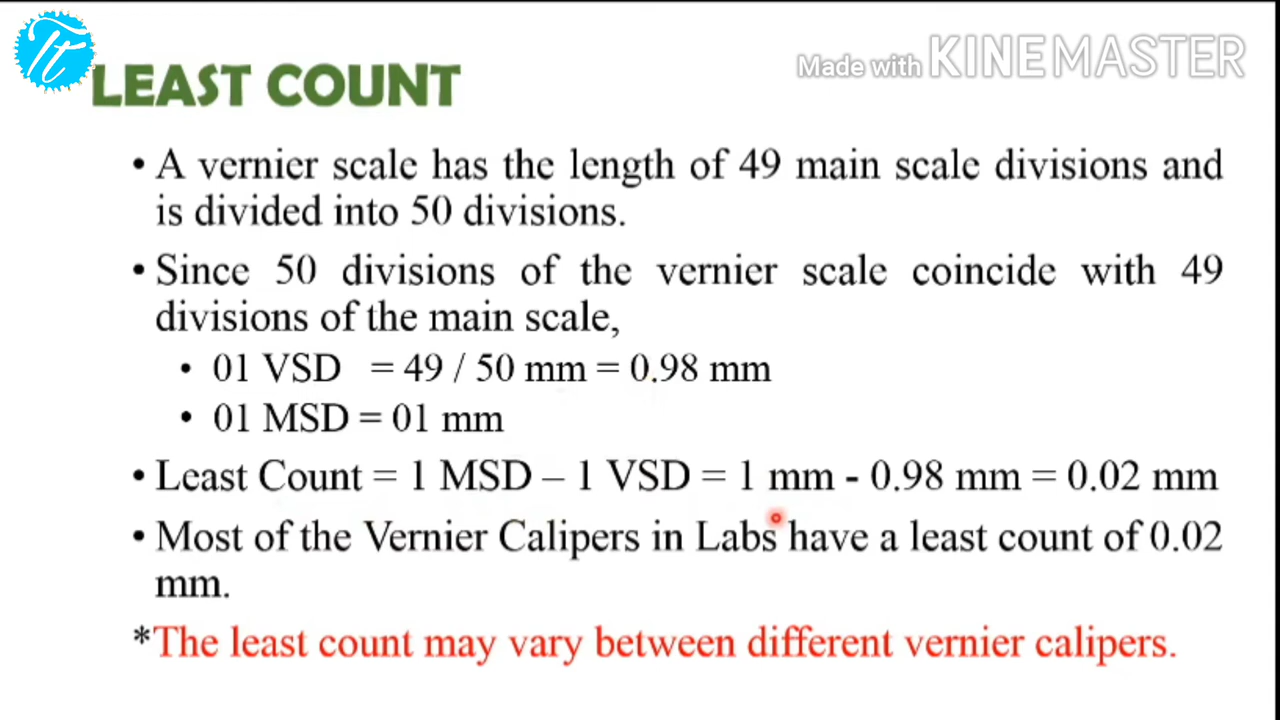 Tt
Made with KINEMASTER
LEAST COUNT
• A vernier scale has the length of 49 main scale divisions and
is divided into 50 divisions.
• Since 50 divisions of the vernier scale coincide with 49
divisions of the main scale,
• 01 VSD = 49 / 50 mm = 0.98 mm
• 01 MSD = 01 mm
• Least Count = 1 MSD – 1 VSD = 1 mm - 0.98 mm = 0.02 mm
• Most of the Vernier Calipers in Labs have a least count of 0.02
mm.
*The least count may vary between different vernier calipers.